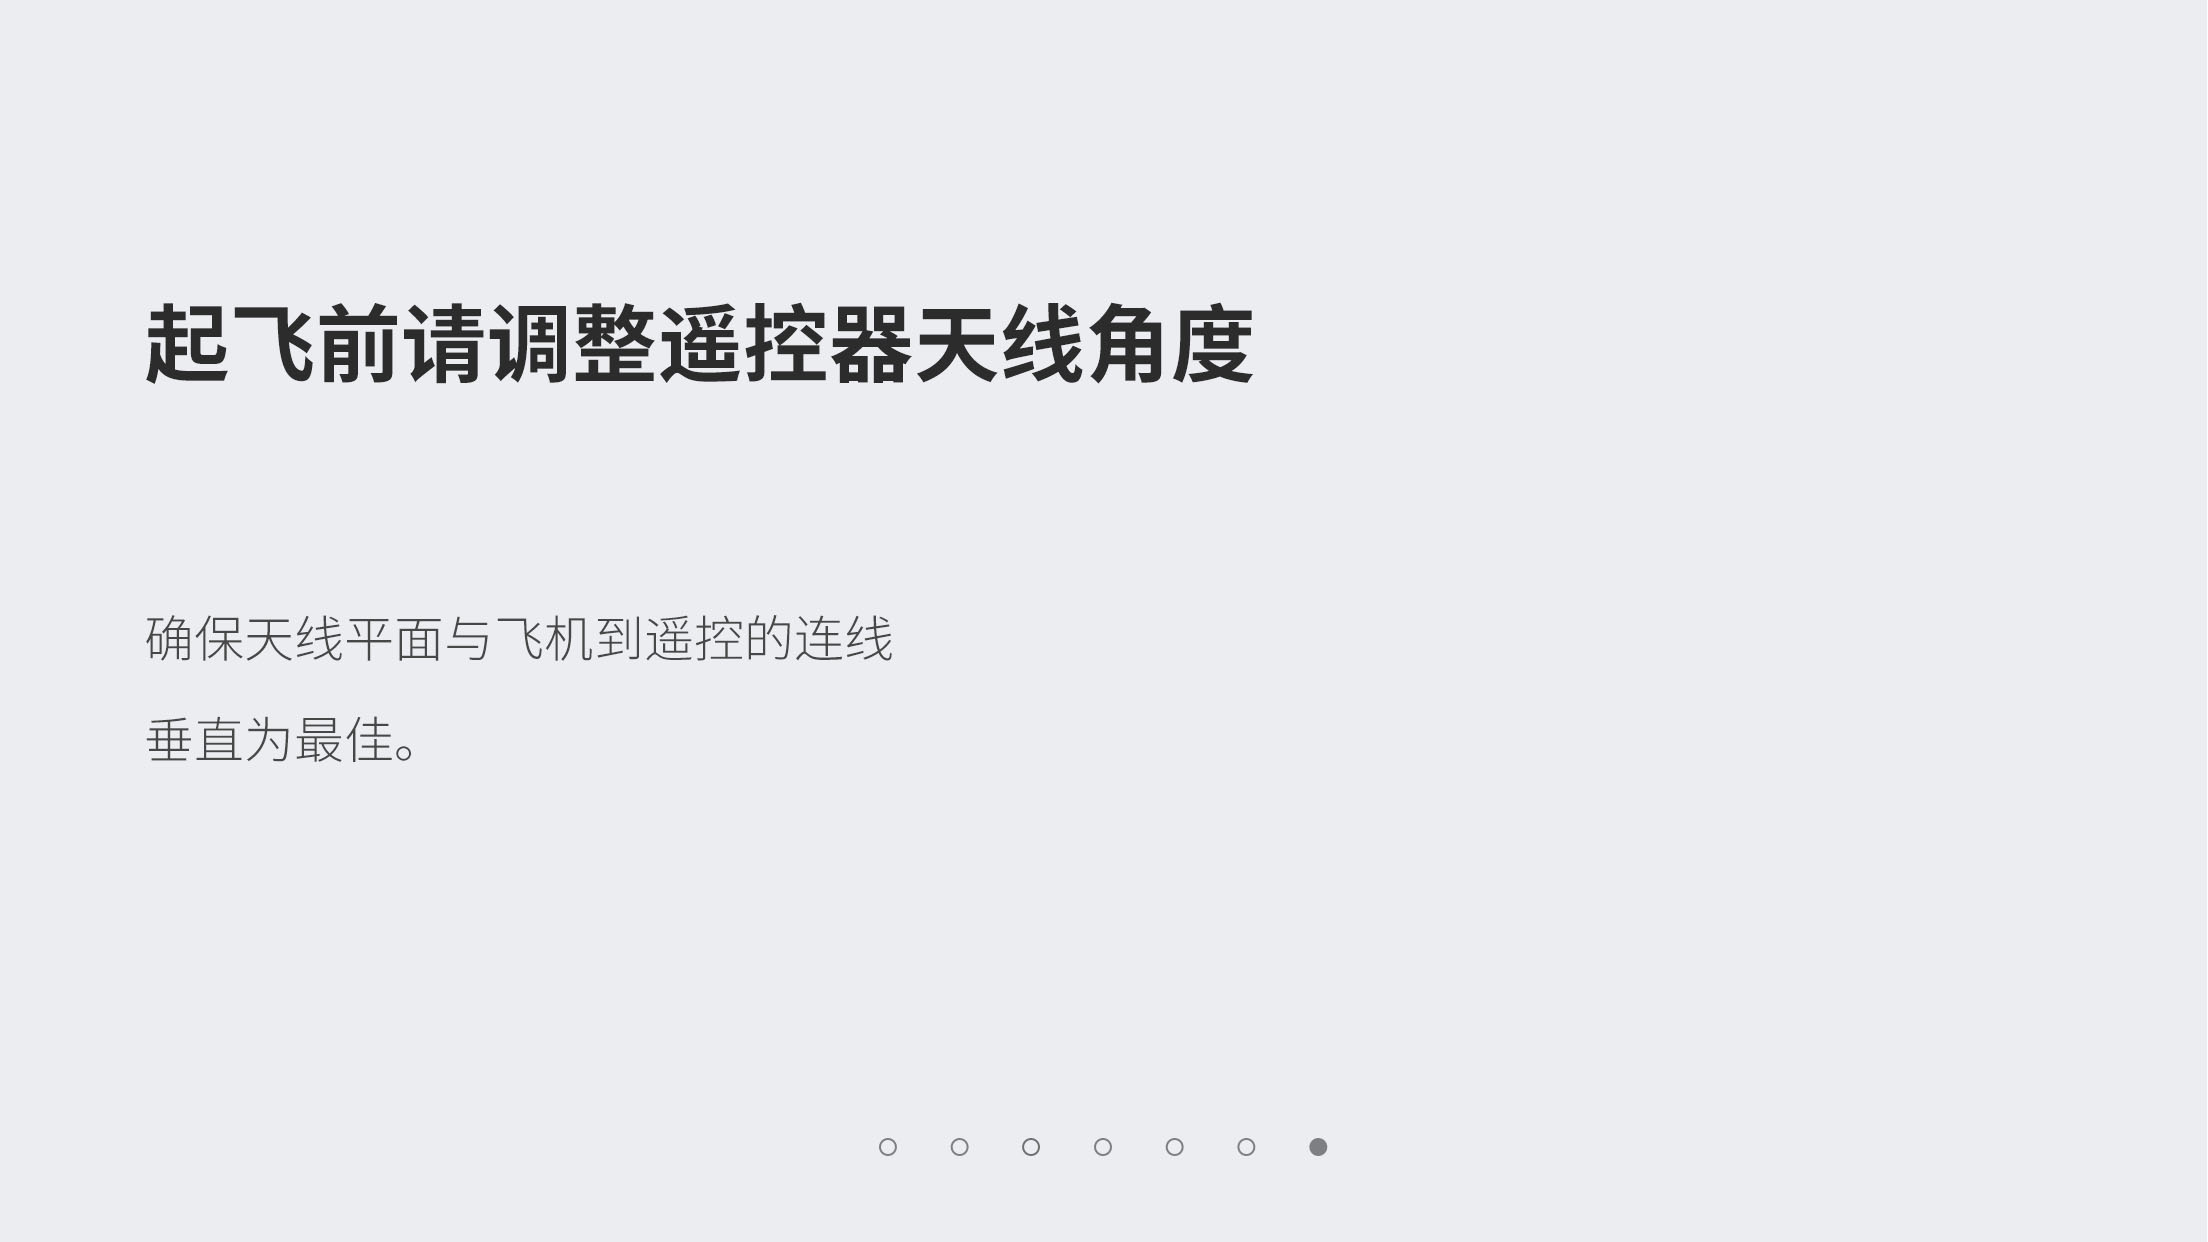 起飞前请调整遥控器天线角度
确保天线平面与飞机到遥控的连线
垂直为最佳。